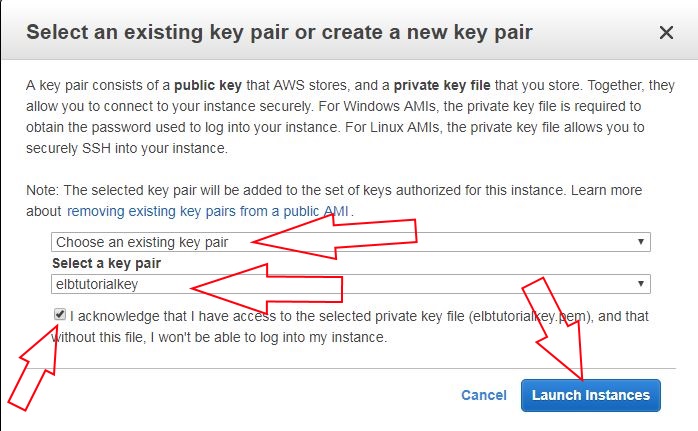 Select an existing key pair or create a new key pair
A key pair consists of a public key that AWS stores, and a private key file that you store. Together, they
allow you to connect to your instance securely. For Windows AMIs, the private key file is required to
obtain the password used to log into your instance. For Linux AMIs, the private key file allows you to
securely SSH into your instance.
Note: The selected key pair will be added to the set of keys authorized for this instance. Learn more
about removing existing key pairs from a public AMI.
Choose an existing key pair
Select a key pair
elbtutorialkey
I acknowledge that I have access to the selected private key file (elbtutorialkey.pem), and that
without this file, I won't be able to log into my instance.
Cancel Launch Instances